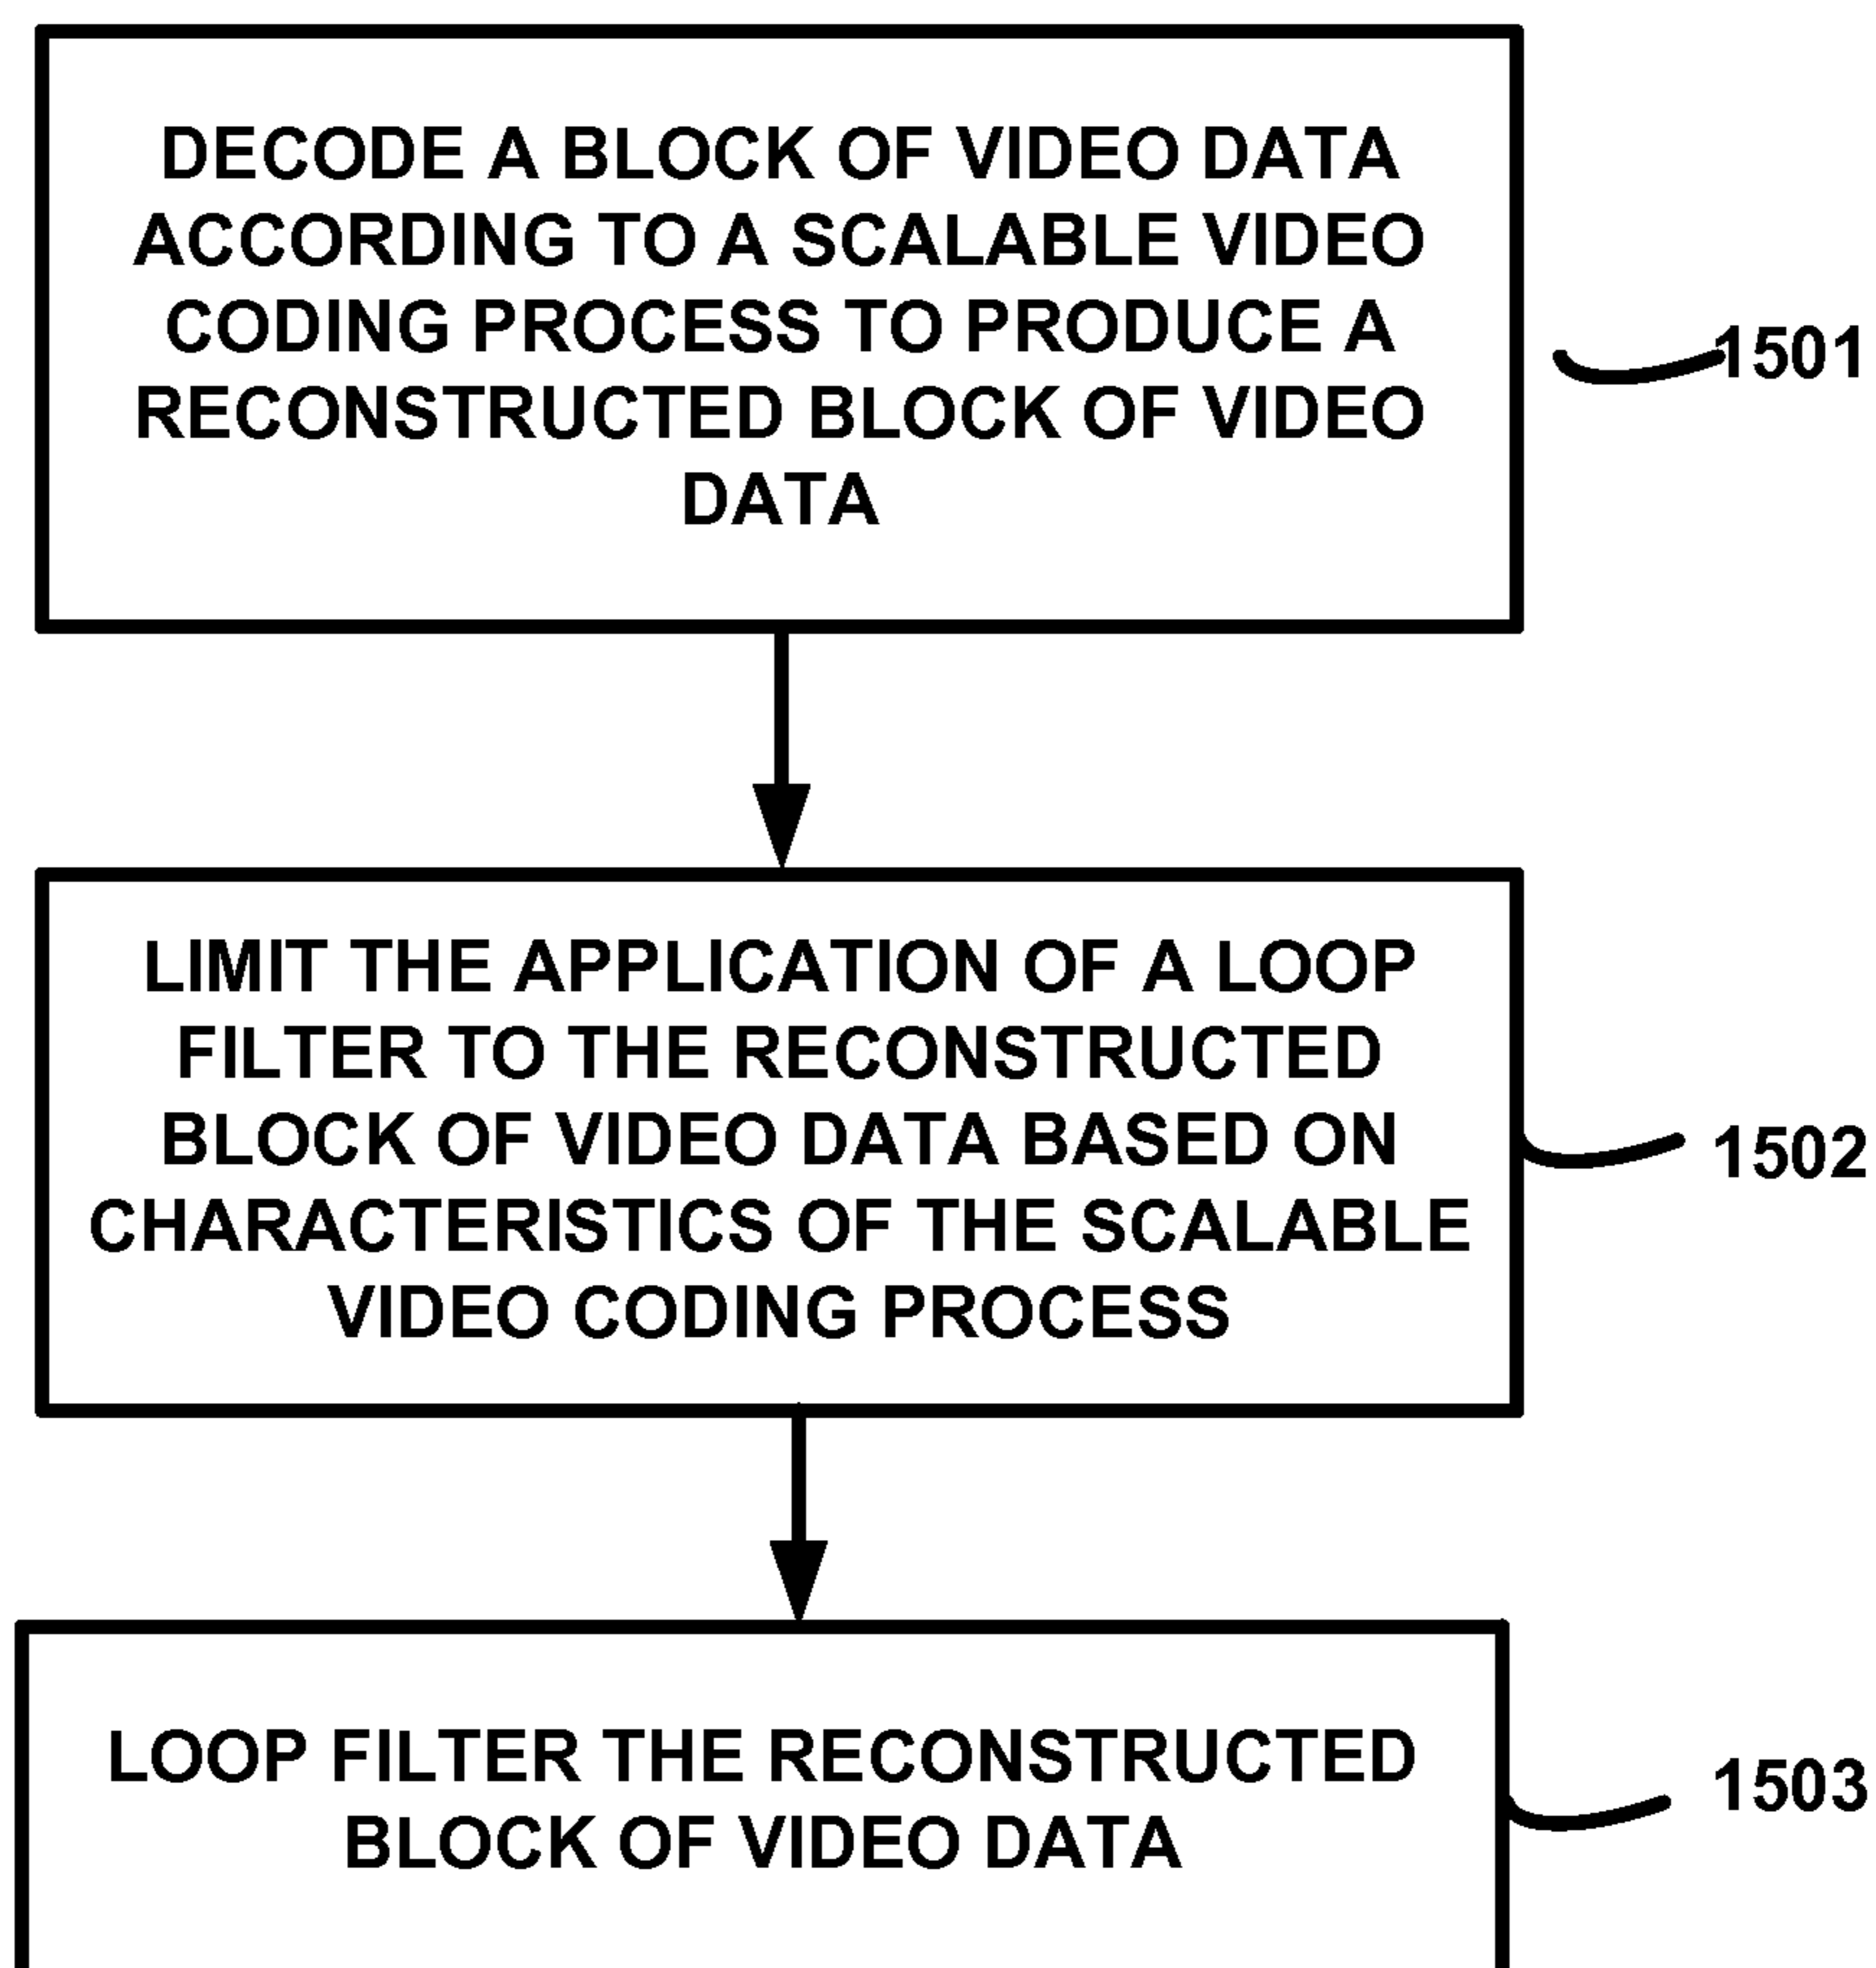 DECODE A BLOCK OF VIDEO DATA
ACCORDING TO A SCALABLE VIDEO
CODING PROCESS TO PRODUCE A
RECONSTRUCTED BLOCK OF VIDEO
DATA
1501
LIMIT THE APPLICATION OF A LOOP
FILTER TO THE RECONSTRUCTED
BLOCK OF VIDEO DATA BASED ON
CHARACTERISTICS OF THE SCALABLE
VIDEO CODING PROCESS
1502
LOOP FILTER THE RECONSTRUCTED
BLOCK OF VIDEO DATA
1503